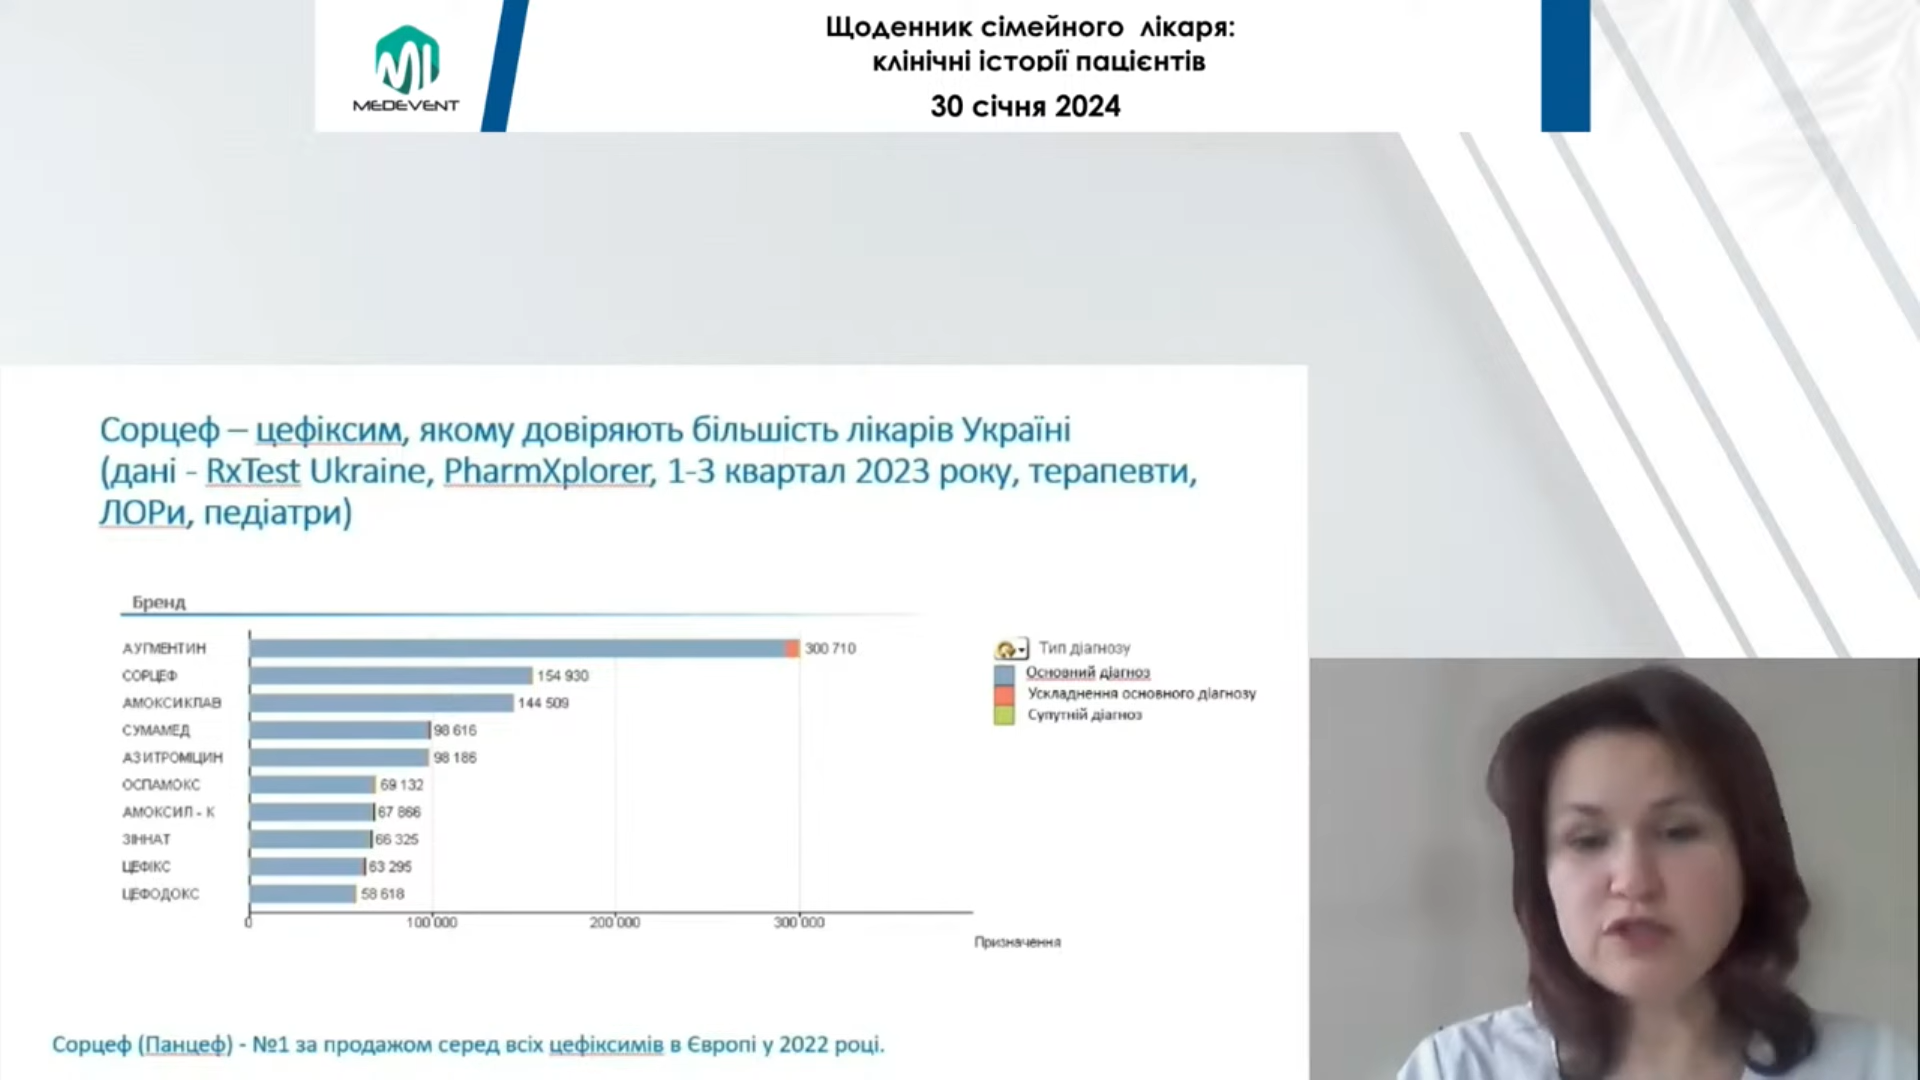 Щоденник сімейного лікаря:
клінічні історії пацієнтів
30 січня 2024
MEDEVENT
Сорцеф – цефіксим, якому довіряють більшість лікарів Україні
(дані - RxTest Ukraine, PharmXplorer, 1-3 квартал 2023 року, терапевти,
ЛОРи, педіатри)
Бренд
АУГМЕНТИН 300 710
СОРЦЕФ 154 930
АМОКСИКЛАВ 144 509
СУМАМЕД 98 616
АЗИТРОМІЦИН 98 186
ОСПАМОКС 69 132
АМОКСИЛ - К 67 866
ЗІННАТ 66 325
ЦЕФІКС 63 295
ЦЕФОДОКС 58 618
0 100 000 200 000 300 000
Призначення
Тип діагнозу
Основний діагноз
Ускладнення основного діагнозу
Супутній діагноз
Сорцеф (Панцеф) - №1 за продажом серед всіх цефіксимів в Європі у 2022 році.